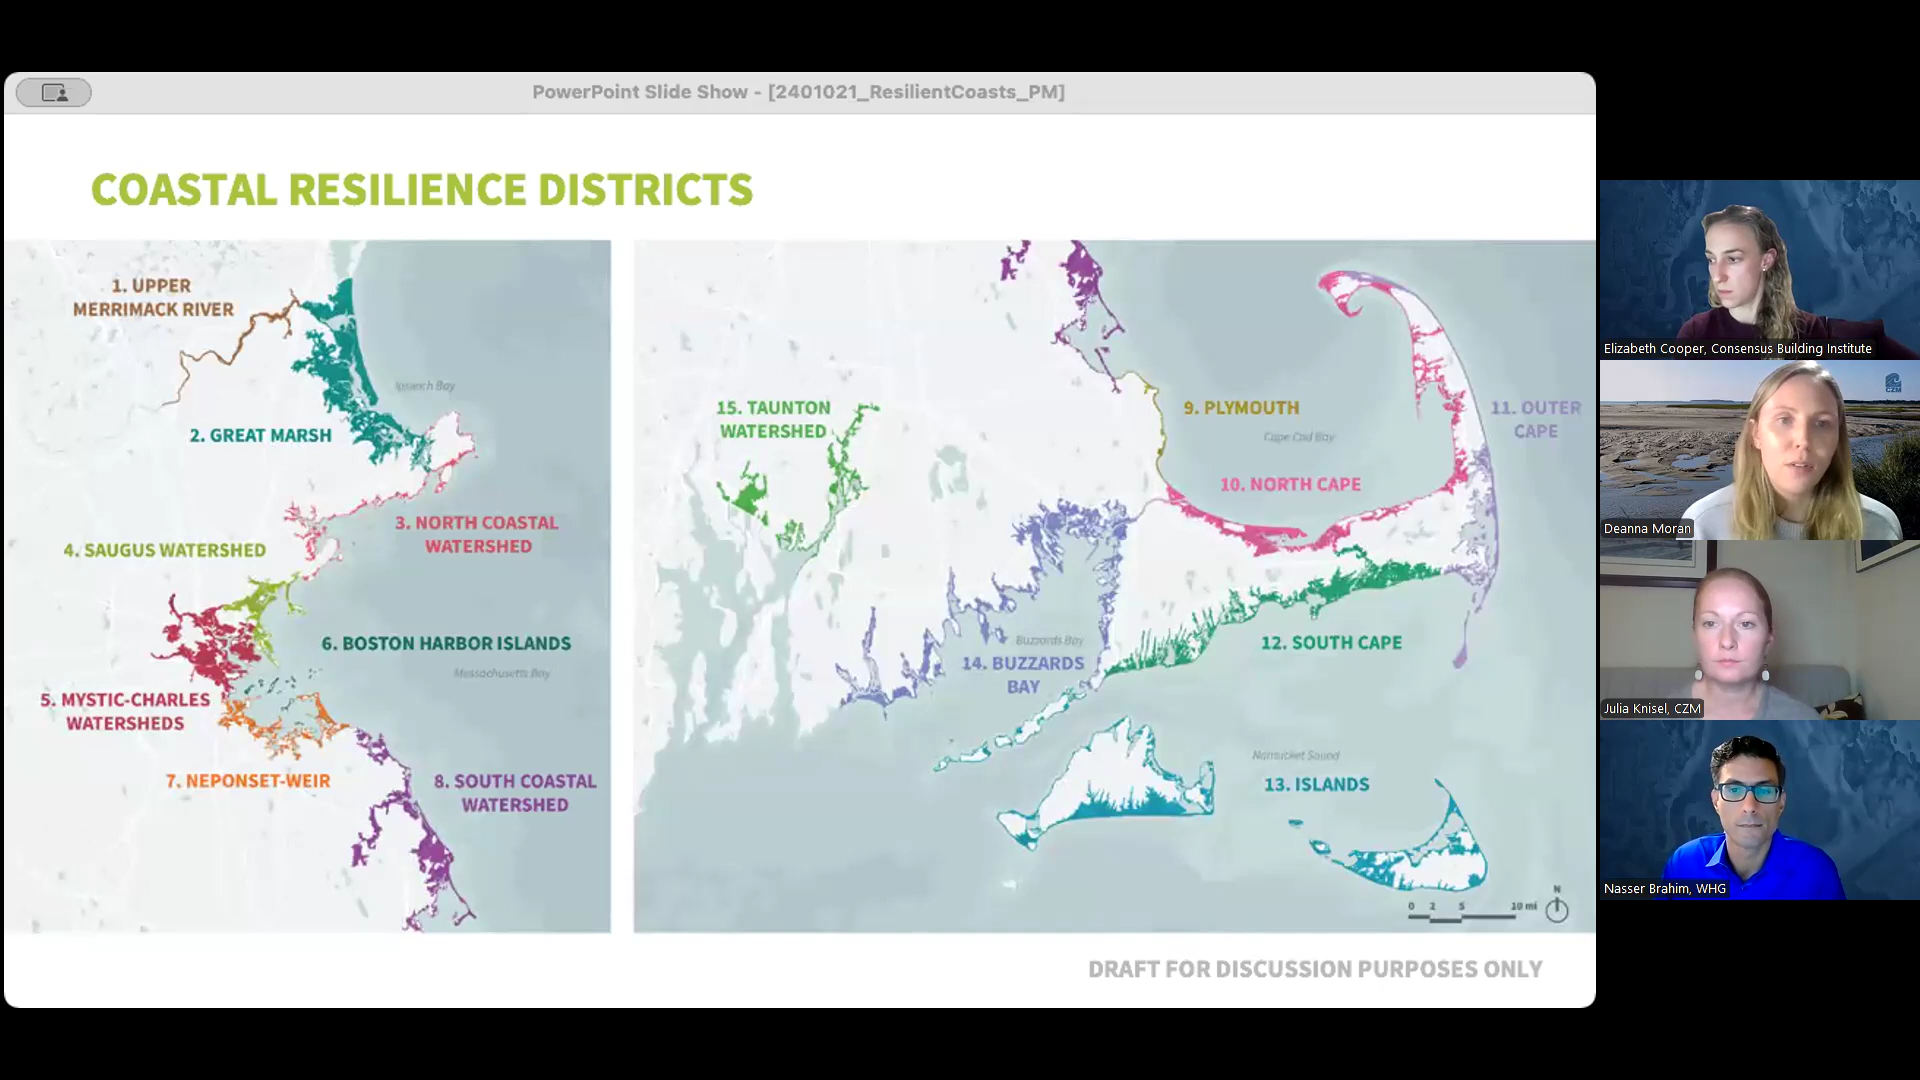 PowerPoint Slide Show - [2401021_ResilientCoasts_PM]
COASTAL RESILIENCE DISTRICTS
1. UPPER
MERRIMACK RIVER
Ipswich Bay
2. GREAT MARSH
3. NORTH COASTAL
WATERSHED
4. SAUGUS WATERSHED
6. BOSTON HARBOR ISLANDS
Massachusetts Bay
5. MYSTIC-CHARLES
WATERSHEDS
7. NEPONSET-WEIR
8. SOUTH COASTAL
WATERSHED
15. TAUNTON
WATERSHED
9. PLYMOUTH
Cape Cod Bay
11. OUTER
CAPE
10. NORTH CAPE
12. SOUTH CAPE
Buzzards Bay
14. BUZZARDS
BAY
Nantucket Sound
13. ISLANDS
N
0 2 5 10 mi
DRAFT FOR DISCUSSION PURPOSES ONLY
Elizabeth Cooper, Consensus Building Institute
CZM
Deanna Moran
Julia Knisel, CZM
Nasser Brahim, WHG